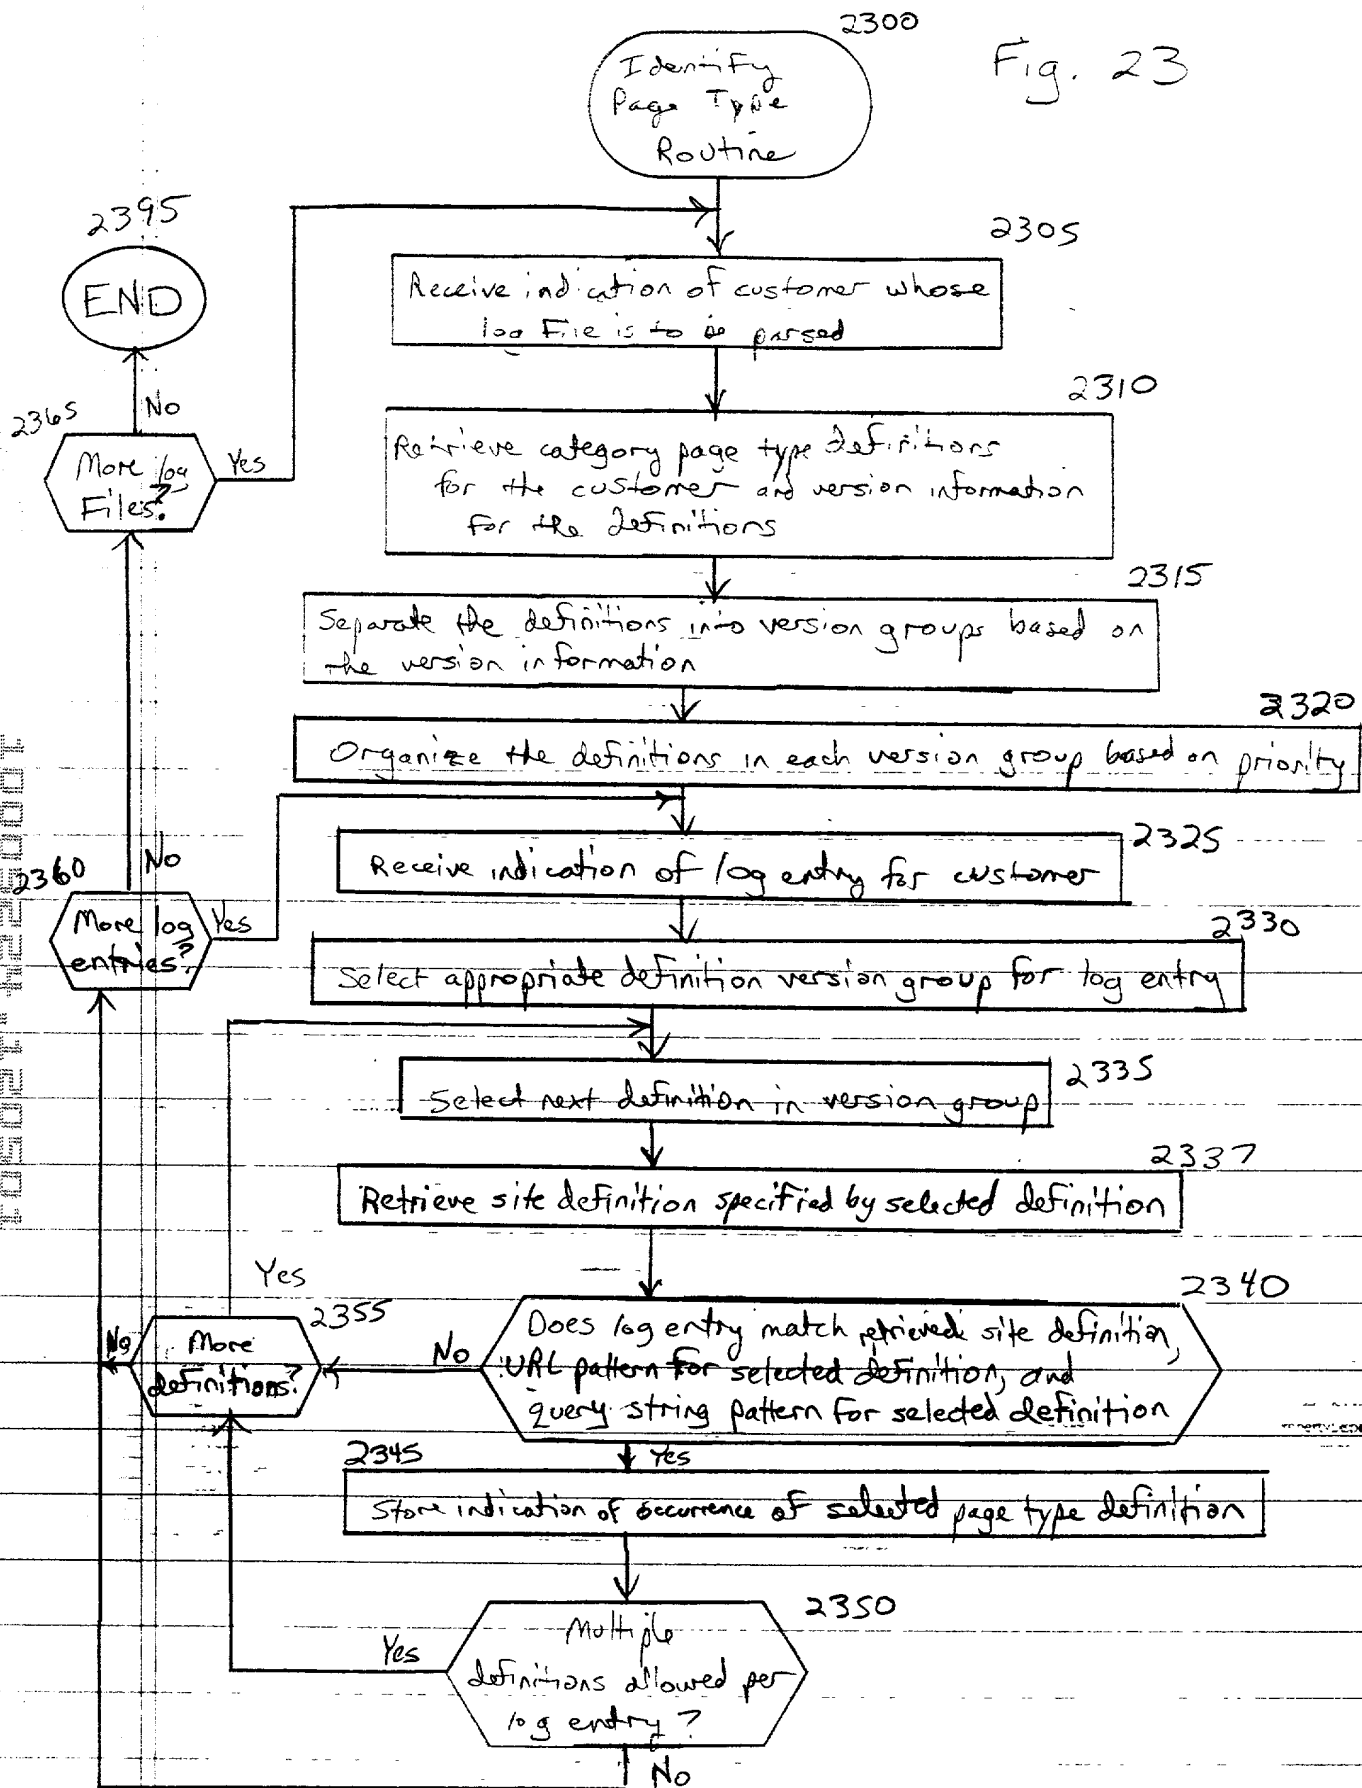 2300
Fig. 23
Identify
Page Type
Routine
2395
END
2305
Receive indication of customer whose
log File is to be parsed
No
2310
2365
More log
Files?
Yes
Retrieve category page type definitions
for the customer and version information
for the definitions
2315
Separate the definitions into version groups based on
the version information
2320
Organize the definitions in each version group based on priority
No
2325
2360
Receive indication of log entry for customer
More log
entries?
Yes
2330
Select appropriate definition version group for log entry
2335
Select next definition in version group
2337
Retrieve site definition specified by selected definition
Yes
2340
2355
No
More
definitions?
No
Does log entry match retrieved site definition,
URL pattern for selected definition, and
query string pattern for selected definition
2345
Yes
Store indication of occurrence of selected page type definition
2350
Yes
Multiple
definitions allowed per
log entry?
No